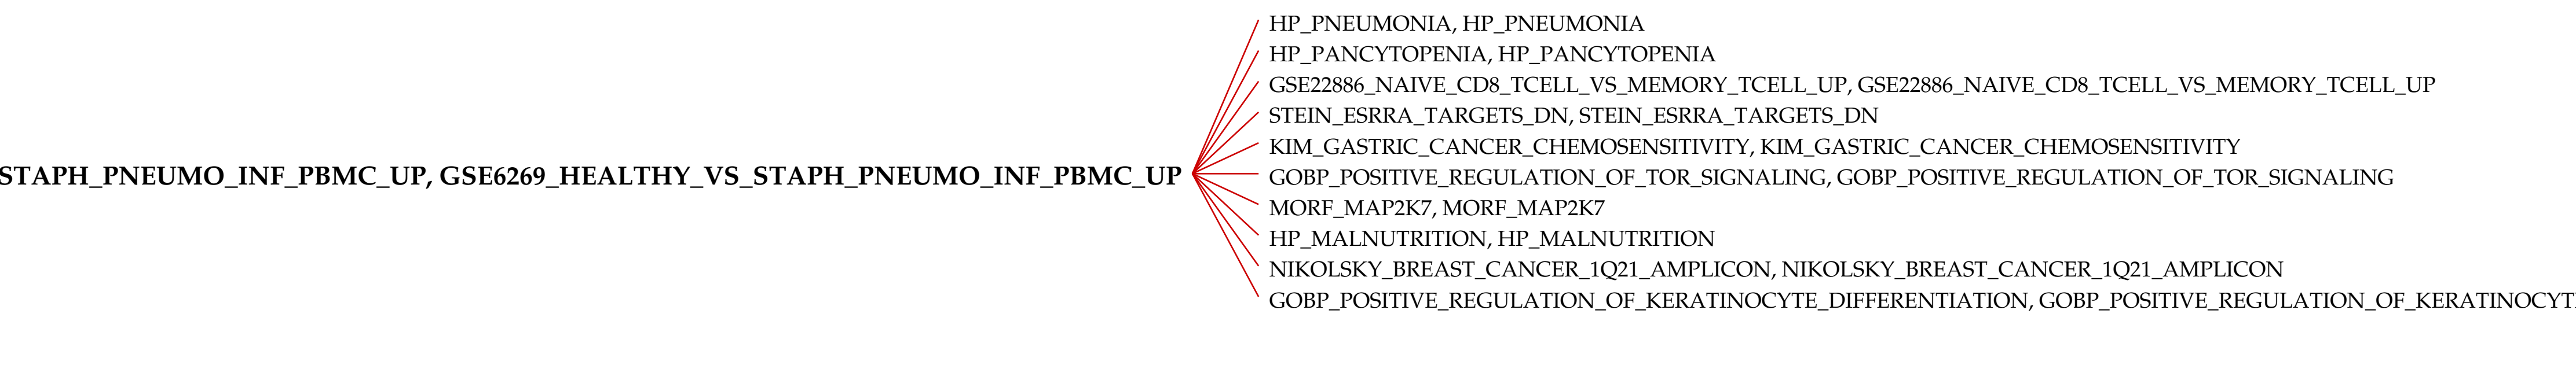 HP_PNEUMONIA, HP_PNEUMONIA
HP_PANCYTOPENIA, HP_PANCYTOPENIA
GSE22886_NAIVE_CD8_TCELL_VS_MEMORY_TCELL_UP, GSE22886_NAIVE_CD8_TCELL_VS_MEMORY_TCELL_UP
STEIN_ESRRA_TARGETS_DN, STEIN_ESRRA_TARGETS_DN
KIM_GASTRIC_CANCER_CHEMOSENSITIVITY, KIM_GASTRIC_CANCER_CHEMOSENSITIVITY
STAPH_PNEUMO_INF_PBMC_UP, GSE6269_HEALTHY_VS_STAPH_PNEUMO_INF_PBMC_UP
GOBP_POSITIVE_REGULATION_OF_TOR_SIGNALING, GOBP_POSITIVE_REGULATION_OF_TOR_SIGNALING
MORF_MAP2K7, MORF_MAP2K7
HP_MALNUTRITION, HP_MALNUTRITION
NIKOLSKY_BREAST_CANCER_1Q21_AMPLICON, NIKOLSKY_BREAST_CANCER_1Q21_AMPLICON
GOBP_POSITIVE_REGULATION_OF_KERATINOCYTE_DIFFERENTIATION, GOBP_POSITIVE_REGULATION_OF_KERATINOCYT